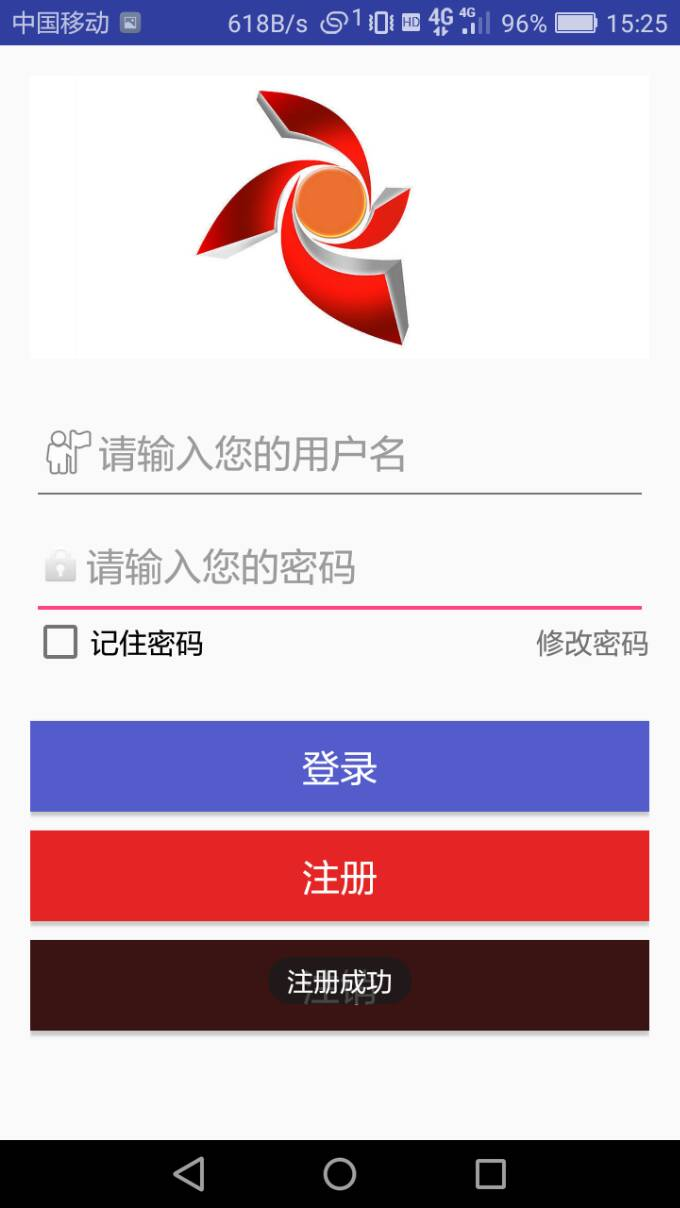 中国移动 618B/s 1 HD 4G 4G 96% 15:25
请输入您的用户名
请输入您的密码
记住密码 修改密码
登录
注册
注册成功